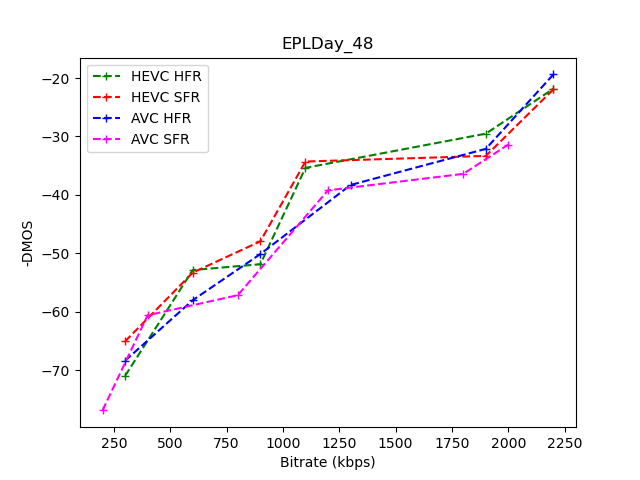 EPLDay_48
HEVC HFR
HEVC SFR
AVC HFR
AVC SFR
−20
−30
−40
−50
−60
−70
-DMOS
250 500 750 1000 1250 1500 1750 2000 2250
Bitrate (kbps)